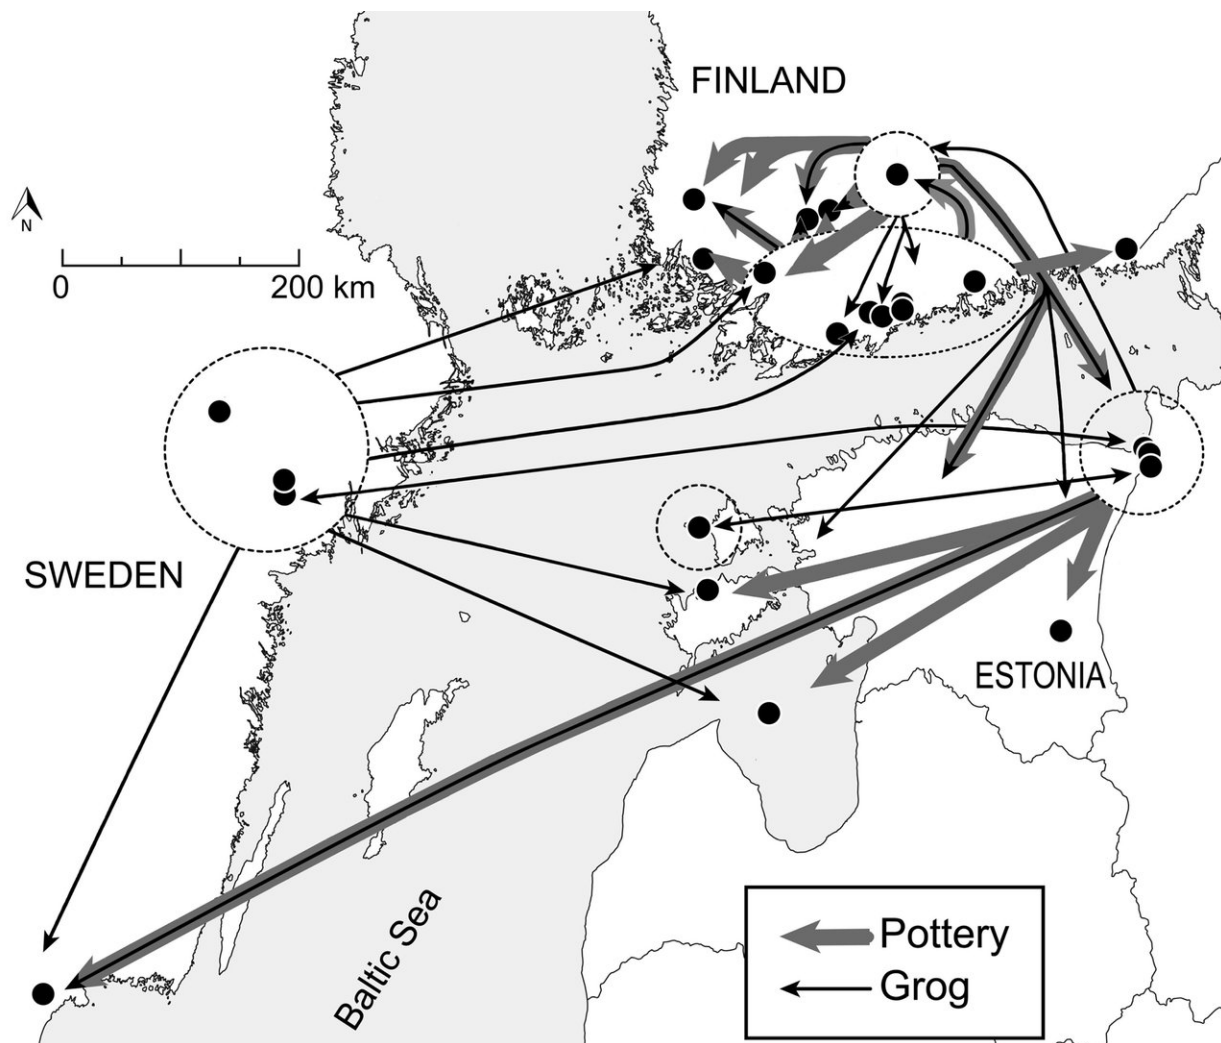 FINLAND
N
0 200 km
SWEDEN
ESTONIA
Baltic Sea
Pottery
Grog